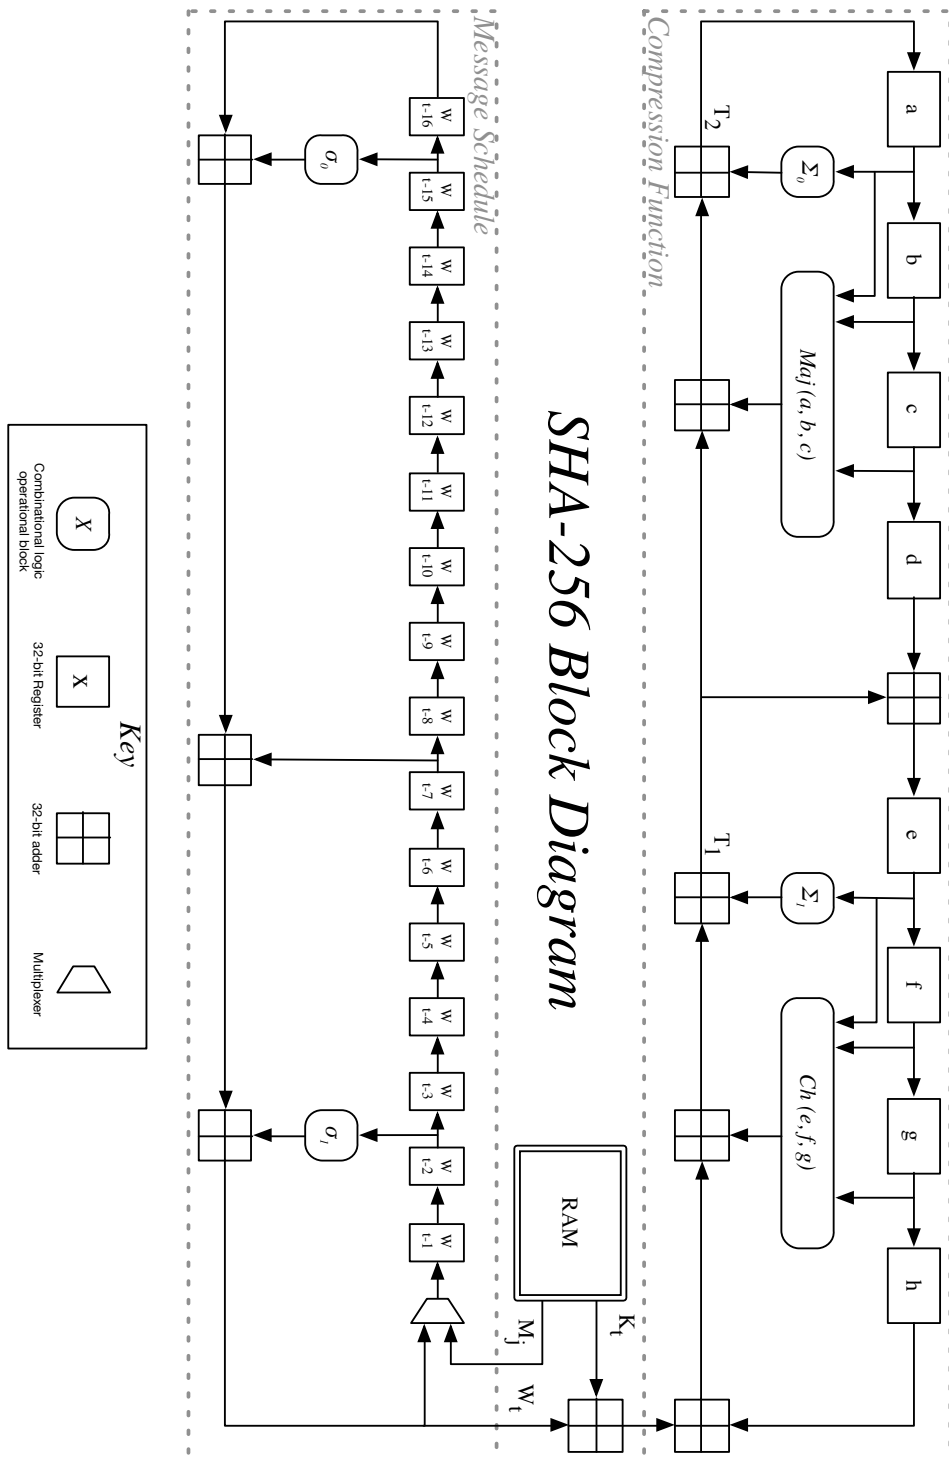 Compression Function
a
b
c
d
e
f
g
h
Σ₀
Maj (a, b, c)
Σ₁
Ch (e, f, g)
T₂
T₁
SHA-256 Block Diagram
RAM
Kₜ
Mⱼ
Wₜ
Message Schedule
W
t-16
W
t-15
W
t-14
W
t-13
W
t-12
W
t-11
W
t-10
W
t-9
W
t-8
W
t-7
W
t-6
W
t-5
W
t-4
W
t-3
W
t-2
W
t-1
σ₀
σ₁
Key
X
x
Combinational logic
operational block
32-bit Register
32-bit adder
Multiplexer